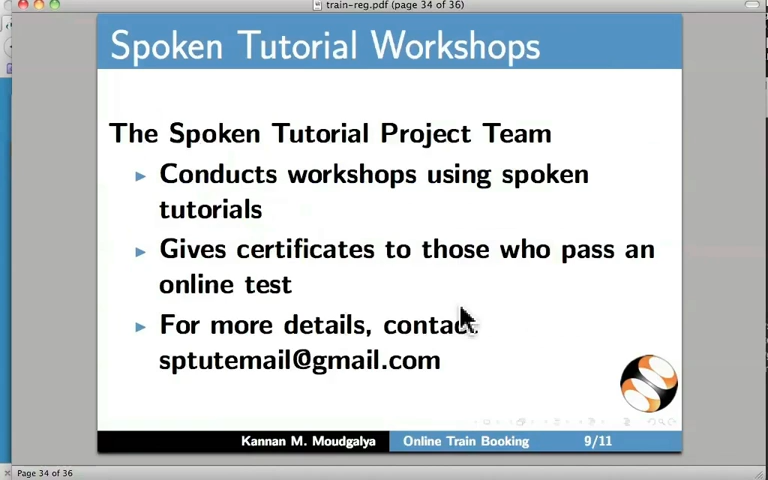 train-reg.pdf (page 34 of 36)
Spoken Tutorial Workshops
The Spoken Tutorial Project Team
Conducts workshops using spoken
tutorials
Gives certificates to those who pass an
online test
For more details, contact
sptutemail@gmail.com
Kannan M. Moudgalya Online Train Booking 9/11
Page 34 of 36